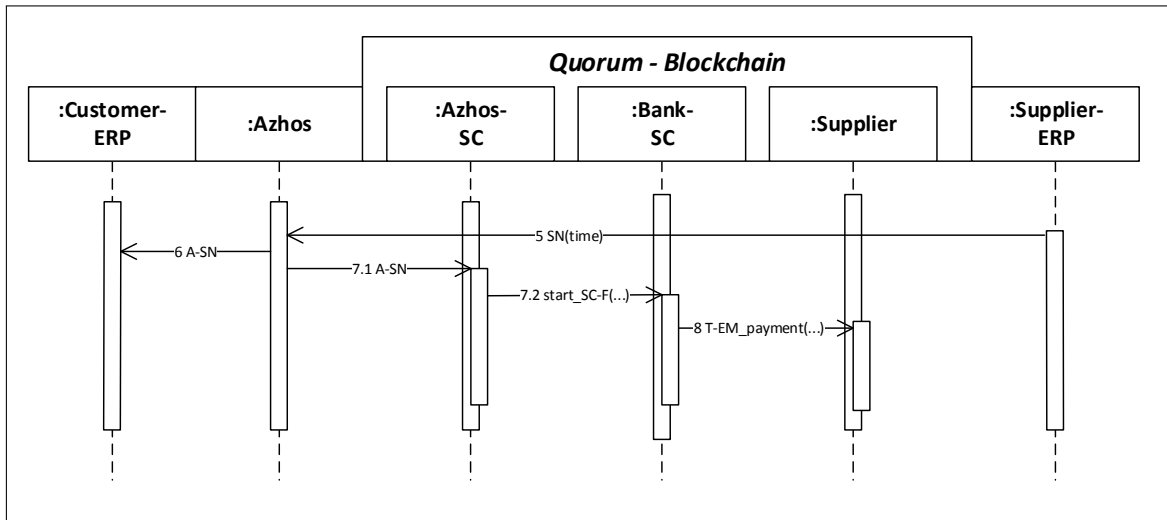 Quorum - Blockchain
:Customer-
ERP
:Azhos
:Azhos-
SC
:Bank-
SC
:Supplier
:Supplier-
ERP
5 SN(time)
6 A-SN
7.1 A-SN
7.2 start_SC-F(...)
8 T-EM_payment(...)